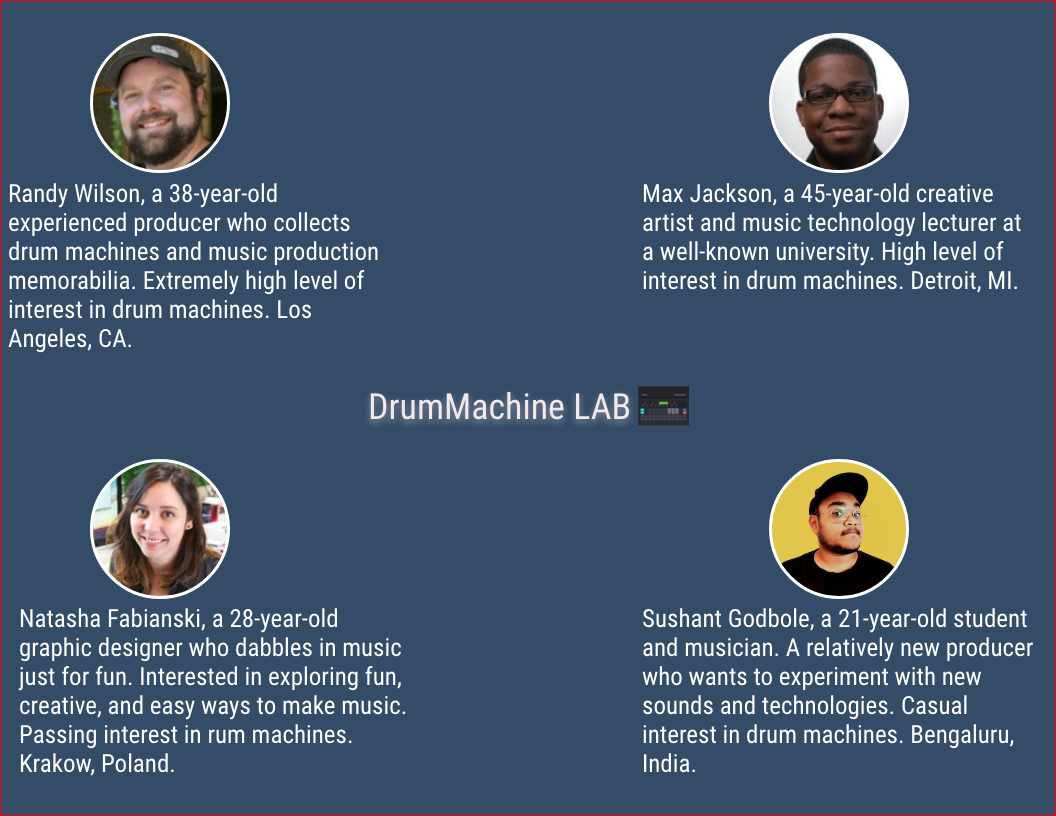 Randy Wilson, a 38-year-old
experienced producer who collects
drum machines and music production
memorabilia. Extremely high level of
interest in drum machines. Los
Angeles, CA.
Max Jackson, a 45-year-old creative
artist and music technology lecturer at
a well-known university. High level of
interest in drum machines. Detroit, MI.
DrumMachine LAB
Natasha Fabianski, a 28-year-old
graphic designer who dabbles in music
just for fun. Interested in exploring fun,
creative, and easy ways to make music.
Passing interest in rum machines.
Krakow, Poland.
Sushant Godbole, a 21-year-old student
and musician. A relatively new producer
who wants to experiment with new
sounds and technologies. Casual
interest in drum machines. Bengaluru,
India.